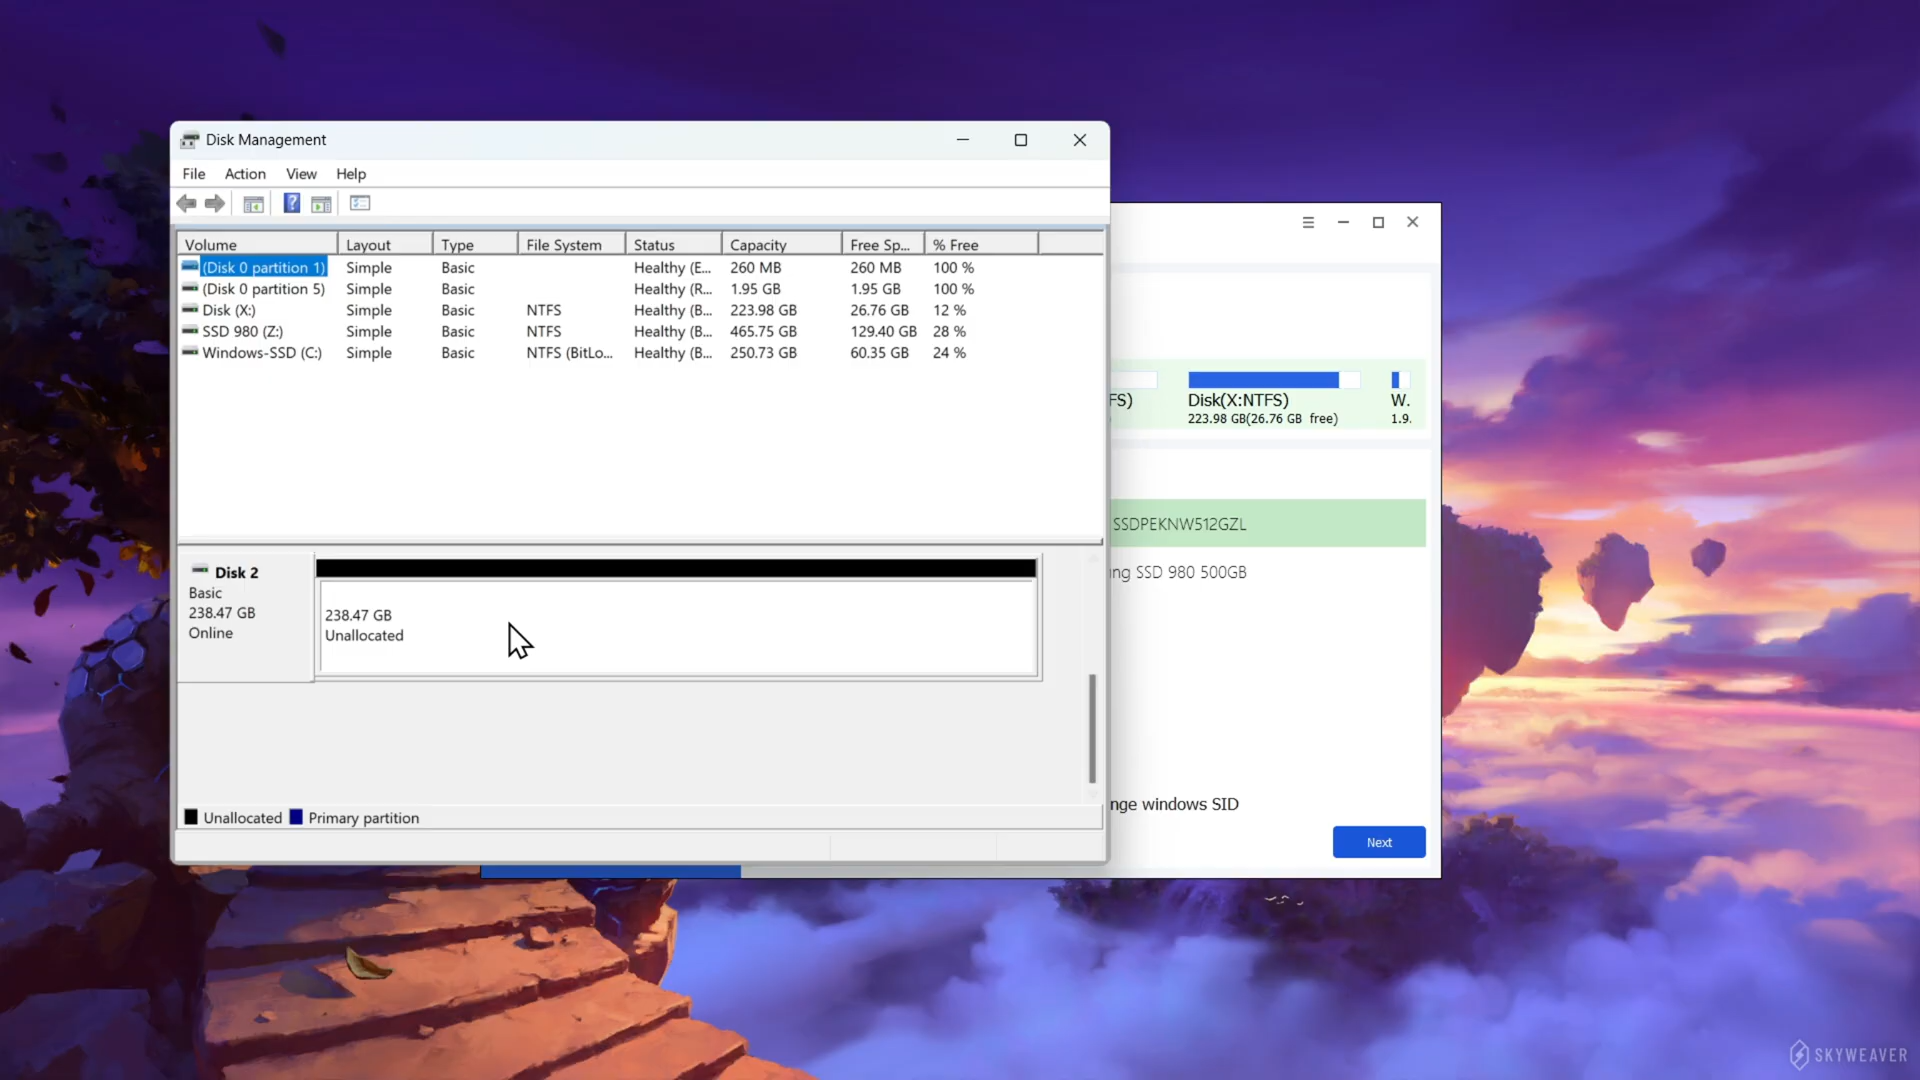 Disk Management
File Action View Help
Volume Layout Type File System Status Capacity Free Sp... % Free
(Disk 0 partition 1) Simple Basic Healthy (E... 260 MB 260 MB 100 %
(Disk 0 partition 5) Simple Basic Healthy (R... 1.95 GB 1.95 GB 100 %
Disk (X:) Simple Basic NTFS Healthy (B... 223.98 GB 26.76 GB 12 %
SSD 980 (Z:) Simple Basic NTFS Healthy (B... 465.75 GB 129.40 GB 28 %
Windows-SSD (C:) Simple Basic NTFS (BitLo... Healthy (B... 250.73 GB 60.35 GB 24 %
Disk 2
Basic
238.47 GB
Online
238.47 GB
Unallocated
Unallocated Primary partition
FS) Disk(X:NTFS) W.
223.98 GB(26.76 GB free) 1.9.
SSDPEKNW512GZL
ng SSD 980 500GB
nge windows SID
Next
SKYWEAVER